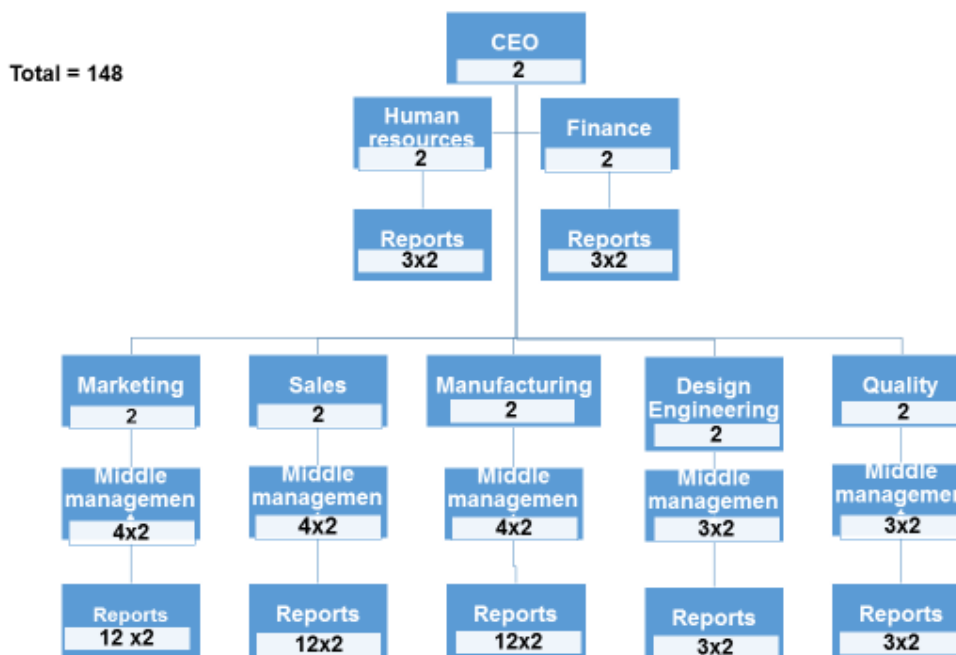 CEO
2
Total = 148
Human
resources
2
Finance
2
Reports
3x2
Reports
3x2
Marketing
2
Sales
2
Manufacturing
2
Design
Engineering
2
Quality
2
Middle
managemen
4x2
Middle
managemen
4x2
Middle
managemen
4x2
Middle
managemen
3x2
Middle
managemen
3x2
Reports
12 x2
Reports
12x2
Reports
12x2
Reports
3x2
Reports
3x2